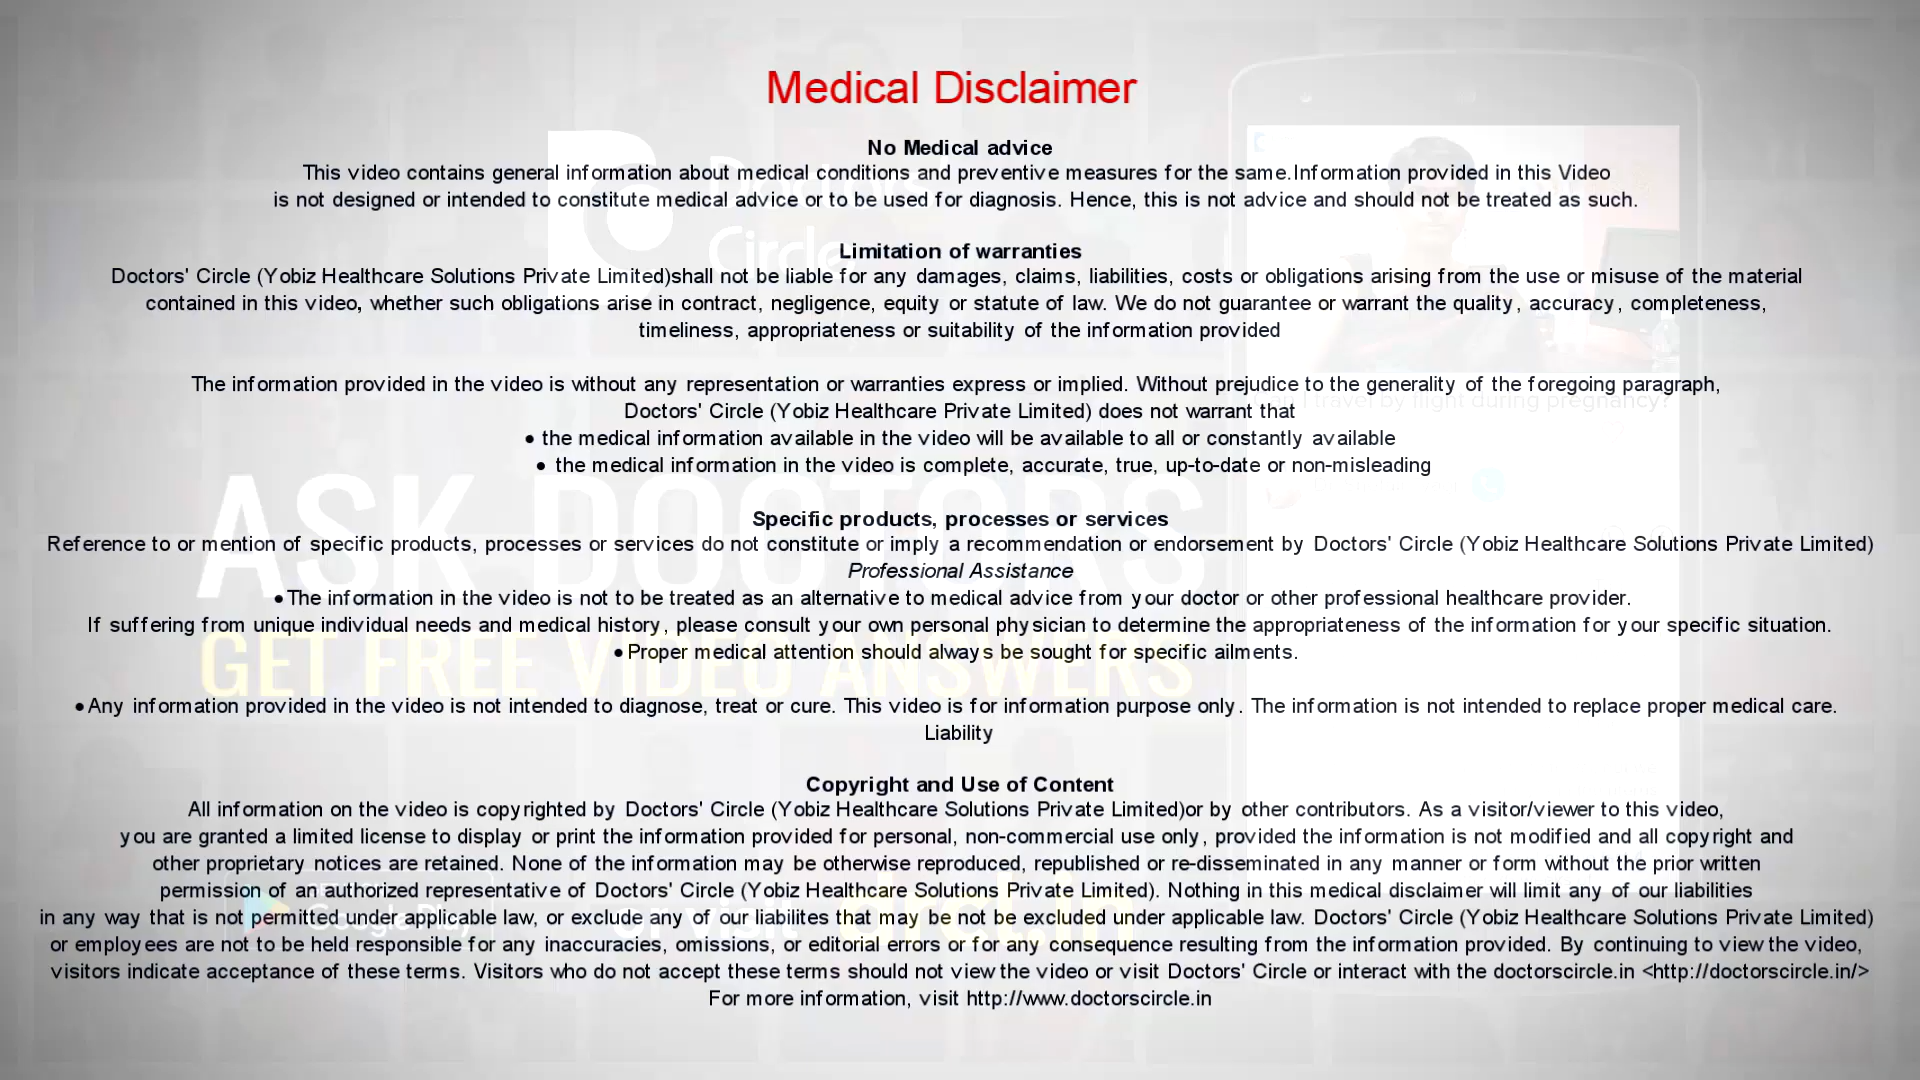 Medical Disclaimer
No Medical advice
This video contains general information about medical conditions and preventive measures for the same.Information provided in this Video
is not designed or intended to constitute medical advice or to be used for diagnosis. Hence, this is not advice and should not be treated as such.
Limitation of warranties
Doctors' Circle (Yobiz Healthcare Solutions Private Limited)shall not be liable for any damages, claims, liabilities, costs or obligations arising from the use or misuse of the material
contained in this video, whether such obligations arise in contract, negligence, equity or statute of law. We do not guarantee or warrant the quality, accuracy, completeness,
timeliness, appropriateness or suitability of the information provided
The information provided in the video is without any representation or warranties express or implied. Without prejudice to the generality of the foregoing paragraph,
Doctors' Circle (Yobiz Healthcare Private Limited) does not warrant that
• the medical information available in the video will be available to all or constantly available
• the medical information in the video is complete, accurate, true, up-to-date or non-misleading
Specific products, processes or services
Reference to or mention of specific products, processes or services do not constitute or imply a recommendation or endorsement by Doctors' Circle (Yobiz Healthcare Solutions Private Limited)
Professional Assistance
•The information in the video is not to be treated as an alternative to medical advice from your doctor or other professional healthcare provider.
If suffering from unique individual needs and medical history, please consult your own personal physician to determine the appropriateness of the information for your specific situation.
•Proper medical attention should always be sought for specific ailments.
•Any information provided in the video is not intended to diagnose, treat or cure. This video is for information purpose only. The information is not intended to replace proper medical care.
Liability
Copyright and Use of Content
All information on the video is copyrighted by Doctors' Circle (Yobiz Healthcare Solutions Private Limited)or by other contributors. As a visitor/viewer to this video,
you are granted a limited license to display or print the information provided for personal, non-commercial use only, provided the information is not modified and all copyright and
other proprietary notices are retained. None of the information may be otherwise reproduced, republished or re-disseminated in any manner or form without the prior written
permission of an authorized representative of Doctors' Circle (Yobiz Healthcare Solutions Private Limited). Nothing in this medical disclaimer will limit any of our liabilities
in any way that is not permitted under applicable law, or exclude any of our liabilites that may be not be excluded under applicable law. Doctors' Circle (Yobiz Healthcare Solutions Private Limited)
or employees are not to be held responsible for any inaccuracies, omissions, or editorial errors or for any consequence resulting from the information provided. By continuing to view the video,
visitors indicate acceptance of these terms. Visitors who do not accept these terms should not view the video or visit Doctors' Circle or interact with the doctorscircle.in <http://doctorscircle.in/>
For more information, visit http://www.doctorscircle.in
Doctors'
Circle
ASK DOCTORS
GET FREE VIDEO ANSWERS
Google Play
or visit drcl.in
Can I travel by flight during pregnancy?